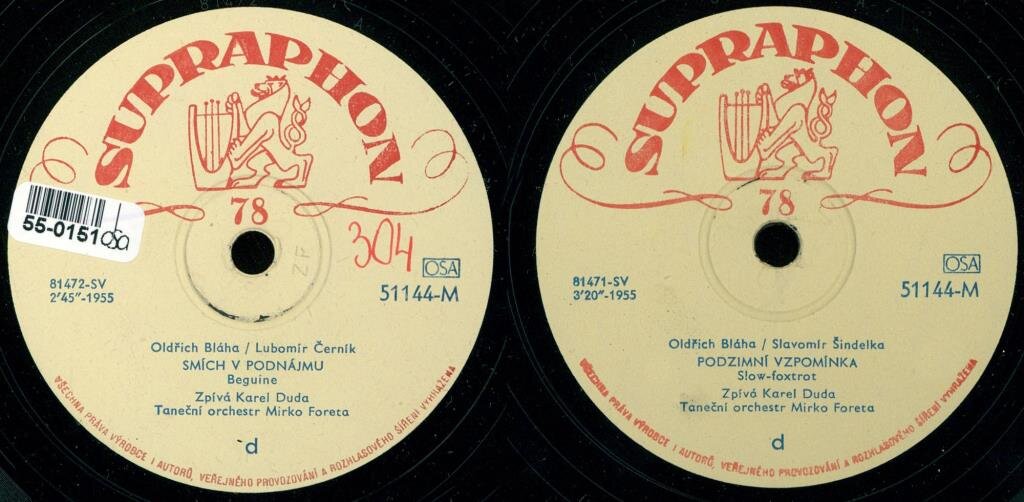 SUPRAPHON
78
55-0151 osa
304
OSA
81472-SV
2'45"-1955
51144-M
Oldřich Bláha / Lubomír Černík
SMÍCH V PODNÁJMU
Beguine
Zpívá Karel Duda
Taneční orchestr Mirko Foreta
d
VŠECHNA PRÁVA VÝROBCE I AUTORŮ, VEŘEJNÉHO PROVOZOVÁNÍ A ROZHLASOVÉHO ŠÍŘENÍ VYHRAŽENA
ZF
SUPRAPHON
78
OSA
81471-SV
3'20"-1955
51144-M
Oldřich Bláha / Slavomír Šindelka
PODZIMNÍ VZPOMÍNKA
Slow-foxtrot
Zpívá Karel Duda
Taneční orchestr Mirko Foreta
d
VŠECHNA PRÁVA VÝROBCE I AUTORŮ, VEŘEJNÉHO PROVOZOVÁNÍ A ROZHLASOVÉHO ŠÍŘENÍ VYHRAŽENA